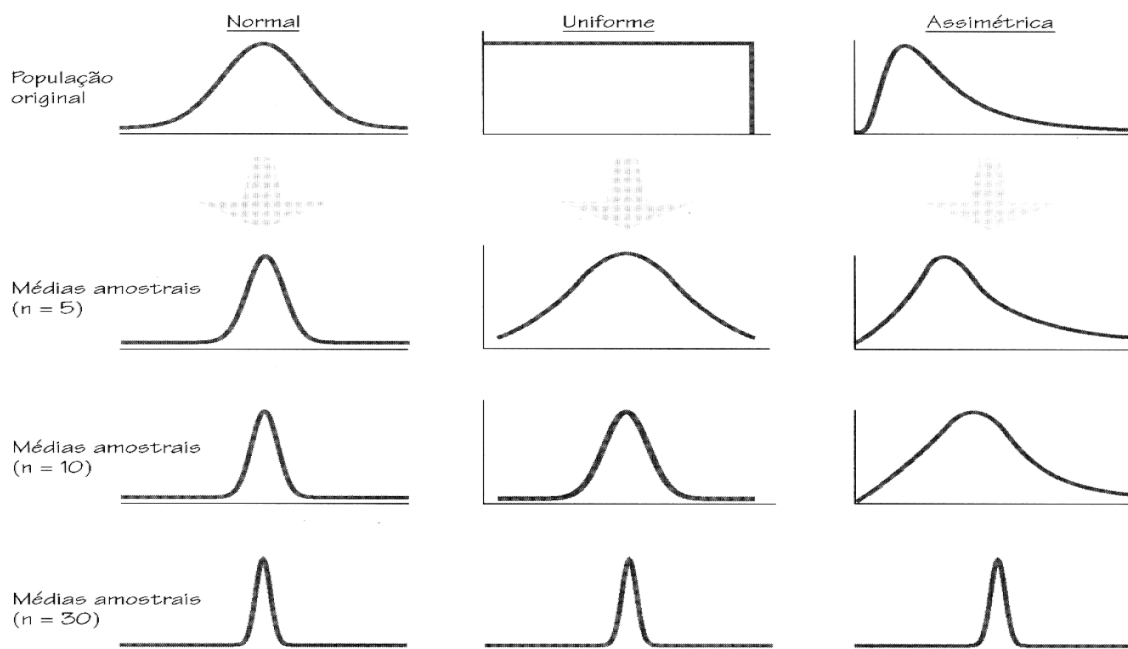 Normal
Uniforme
Assimétrica
População
original
Médias amostrais
(n = 5)
Médias amostrais
(n = 10)
Médias amostrais
(n = 30)